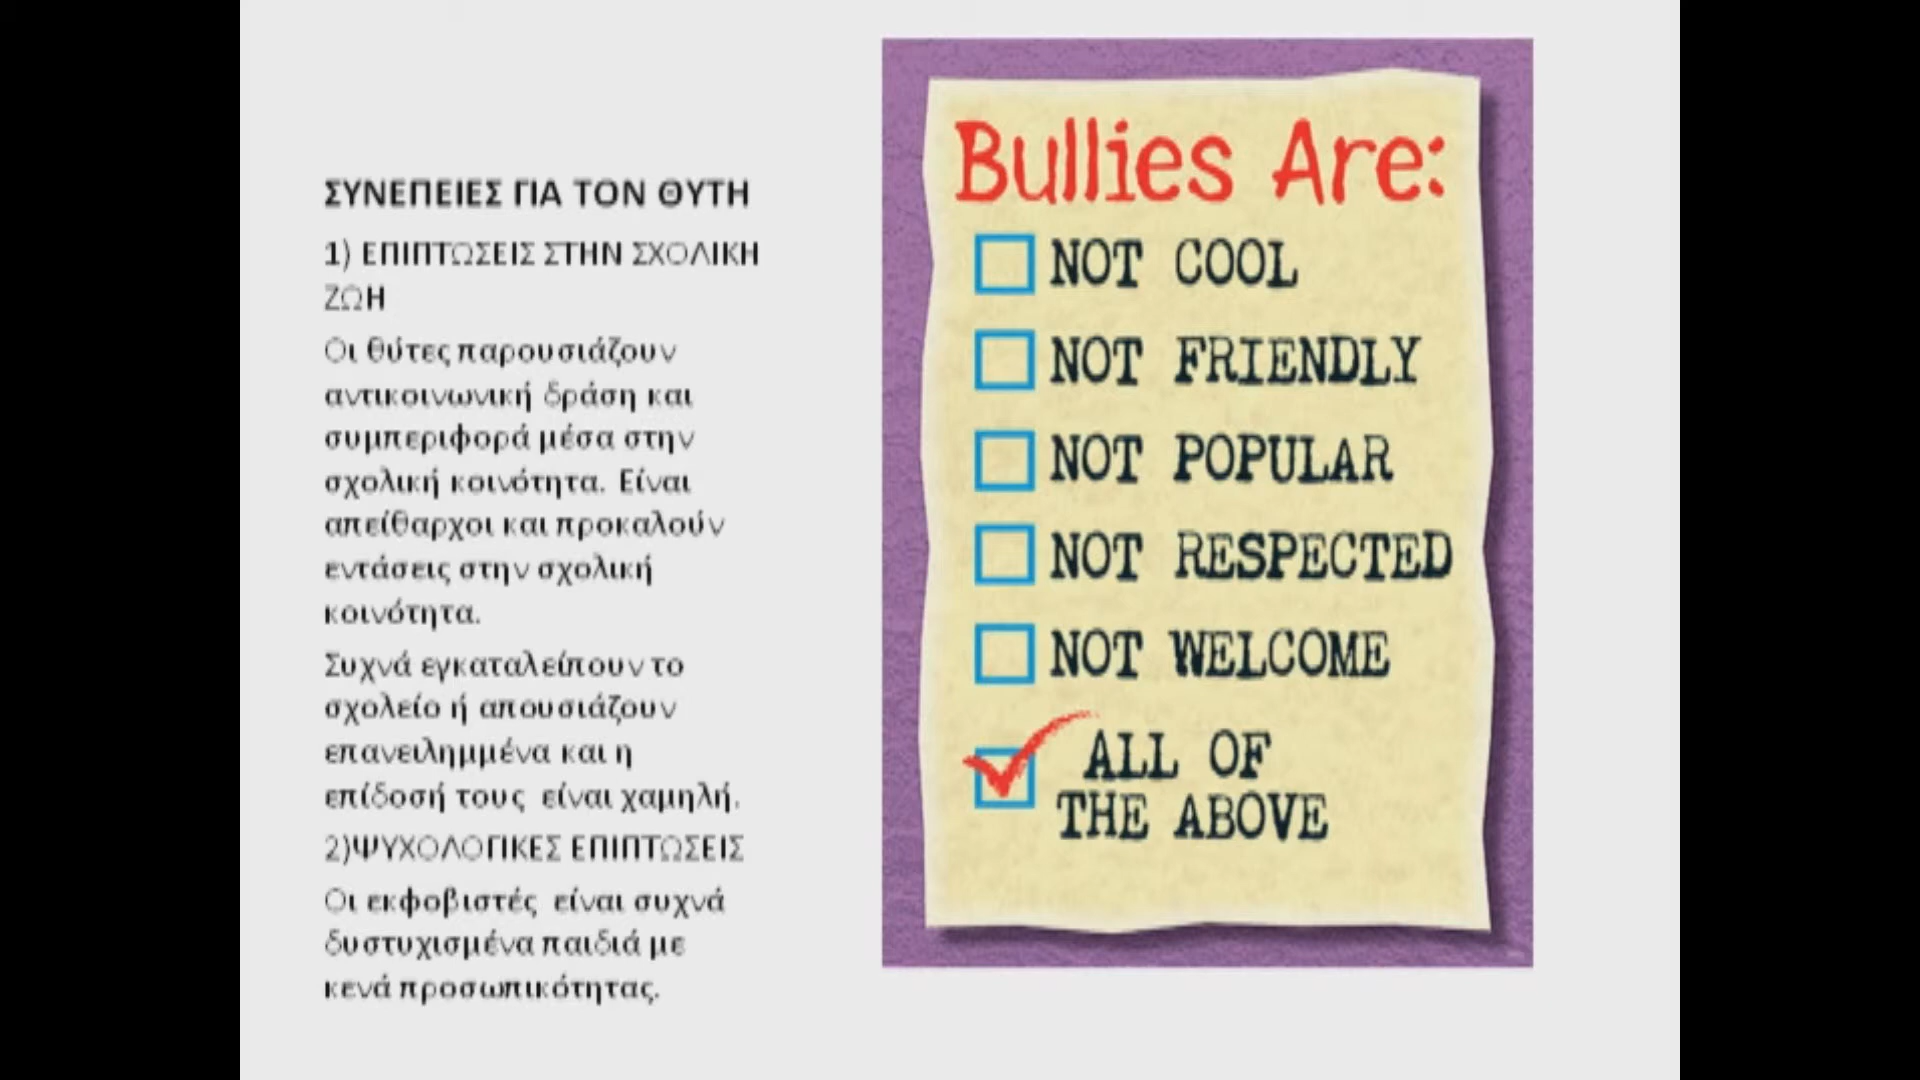 ΣΥΝΕΠΕΙΕΣ ΓΙΑ ΤΟΝ ΘΥΤΗ
1) ΕΠΙΠΤΩΣΕΙΣ ΣΤΗΝ ΣΧΟΛΙΚΗ
ΖΩΗ
Οι θύτες παρουσιάζουν
αντικοινωνική δράση και
συμπεριφορά μέσα στην
σχολική κοινότητα. Είναι
απείθαρχοι και προκαλούν
εντάσεις στην σχολική
κοινότητα.
Συχνά εγκαταλείπουν το
σχολείο ή απουσιάζουν
επανειλημμένα και η
επίδοσή τους είναι χαμηλή.
2)ΨΥΧΟΛΟΓΙΚΕΣ ΕΠΙΠΤΩΣΕΙΣ
Οι εκφοβιστές είναι συχνά
δυστυχισμένα παιδιά με
κενά προσωπικότητας.
Bullies Are:
NOT COOL
NOT FRIENDLY
NOT POPULAR
NOT RESPECTED
NOT WELCOME
ALL OF
THE ABOVE